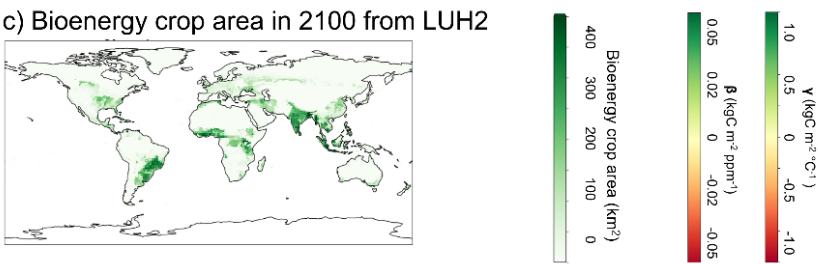 c) Bioenergy crop area in 2100 from LUH2
400 300 200 100 0
Bioenergy crop area (km²)
0.05 0.02 0 -0.02 -0.05
β (kgC m⁻² ppm⁻¹)
1.0 0.5 0 -0.5 -1.0
γ (kgC m⁻² °C⁻¹)